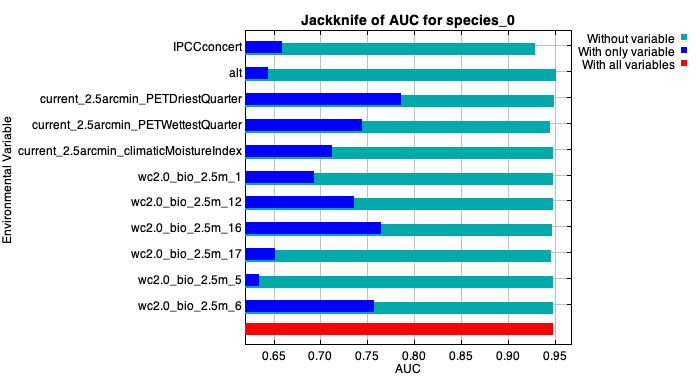 Jackknife of AUC for species_0
Without variable
With only variable
With all variables
Environmental Variable
IPCCconcert
alt
current_2.5arcmin_PETDriestQuarter
current_2.5arcmin_PETWettestQuarter
current_2.5arcmin_climaticMoistureIndex
wc2.0_bio_2.5m_1
wc2.0_bio_2.5m_12
wc2.0_bio_2.5m_16
wc2.0_bio_2.5m_17
wc2.0_bio_2.5m_5
wc2.0_bio_2.5m_6
0.65 0.70 0.75 0.80 0.85 0.90 0.95
AUC